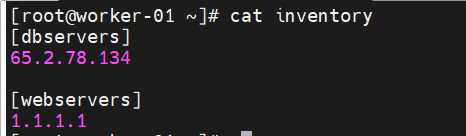 [root@worker-01 ~]# cat inventory
[dbservers]
65.2.78.134

[webservers]
1.1.1.1